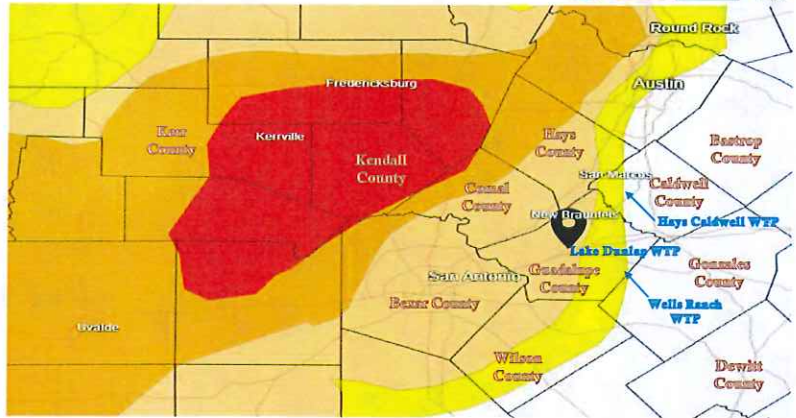 Round Rock
Fredericksburg
Austin
Kerr
County
Kerrville
Hays
County
Bastrop
County
Kendall
County
San Marcos
Comal
County
Caldwell
County
New Braunfels
Hays Caldwell WTP
Lake Dunlap WTP
San Antonio
Guadalupe
County
Gonzales
County
Bexar County
Wells Ranch
WTP
Uvalde
Wilson
County
Dewitt
County